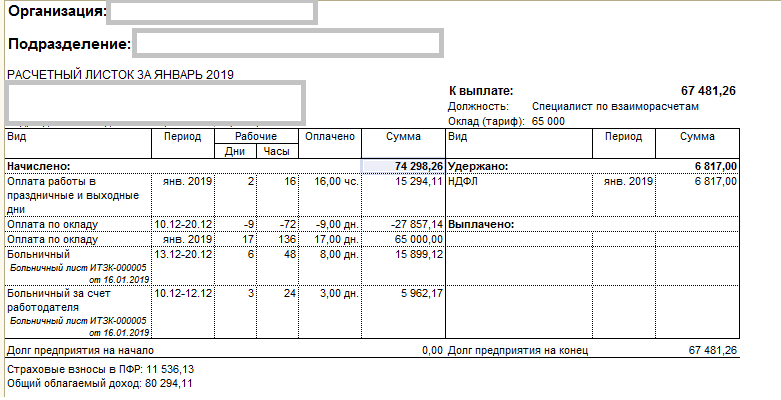 Организация:
Подразделение:
РАСЧЕТНЫЙ ЛИСТОК ЗА ЯНВАРЬ 2019
К выплате: 67 481,26
Должность: Специалист по взаиморасчетам
Оклад (тариф): 65 000
Вид Период Рабочие Оплачено Сумма Вид Период Сумма
Дни Часы
Начислено: 74 298,26 Удержано: 6 817,00
Оплата работы в янв. 2019 2 16 16,00 чс. 15 294,11 НДФЛ янв. 2019 6 817,00
праздничные и выходные
дни
Оплата по окладу 10.12-20.12 -9 -72 -9,00 дн. -27 857,14 Выплачено:
Оплата по окладу янв. 2019 17 136 17,00 дн. 65 000,00
Больничный 13.12-20.12 6 48 8,00 дн. 15 899,12
Больничный лист ИТЗК-000005
от 16.01.2019
Больничный за счет 10.12-12.12 3 24 3,00 дн. 5 962,17
работодателя
Больничный лист ИТЗК-000005
от 16.01.2019
Долг предприятия на начало 0,00 Долг предприятия на конец 67 481,26
Страховые взносы в ПФР: 11 536,13
Общий облагаемый доход: 80 294,11